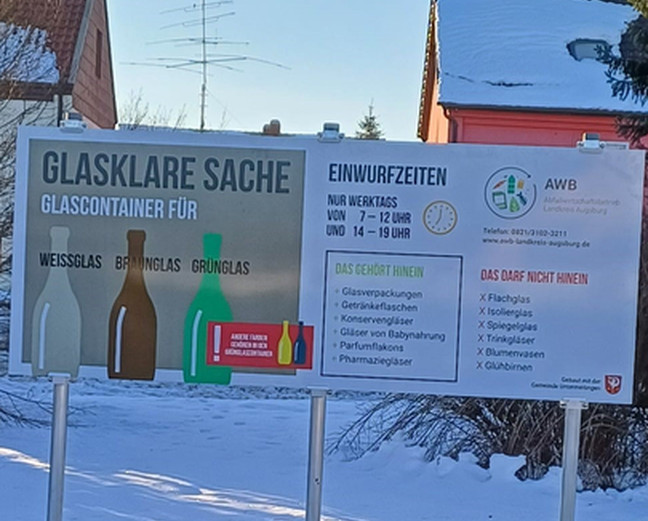 GLASKLARE SACHE
GLASCONTAINER FÜR
WEISSGLAS BRAUNGLAS GRÜNGLAS
!
ANDERE FARBEN
GEHÖREN IN DEN
GRÜNGLASCONTAINER
EINWURFZEITEN
NUR WERKTAGS
VON 7 – 12 UHR
UND 14 – 19 UHR
AWB
Abfallwirtschaftsbetrieb
Landkreis Augsburg
Telefon: 0821/3102-3211
www.awb-landkreis-augsburg.de
DAS GEHÖRT HINEIN
+ Glasverpackungen
+ Getränkeflaschen
+ Konservengläser
+ Gläser von Babynahrung
+ Parfumflakons
+ Pharmaziegläser
DAS DARF NICHT HINEIN
X Flachglas
X Isolierglas
X Spiegelglas
X Trinkgläser
X Blumenvasen
X Glühbirnen
Gebaut mit der
Gemeinde Untermeitingen